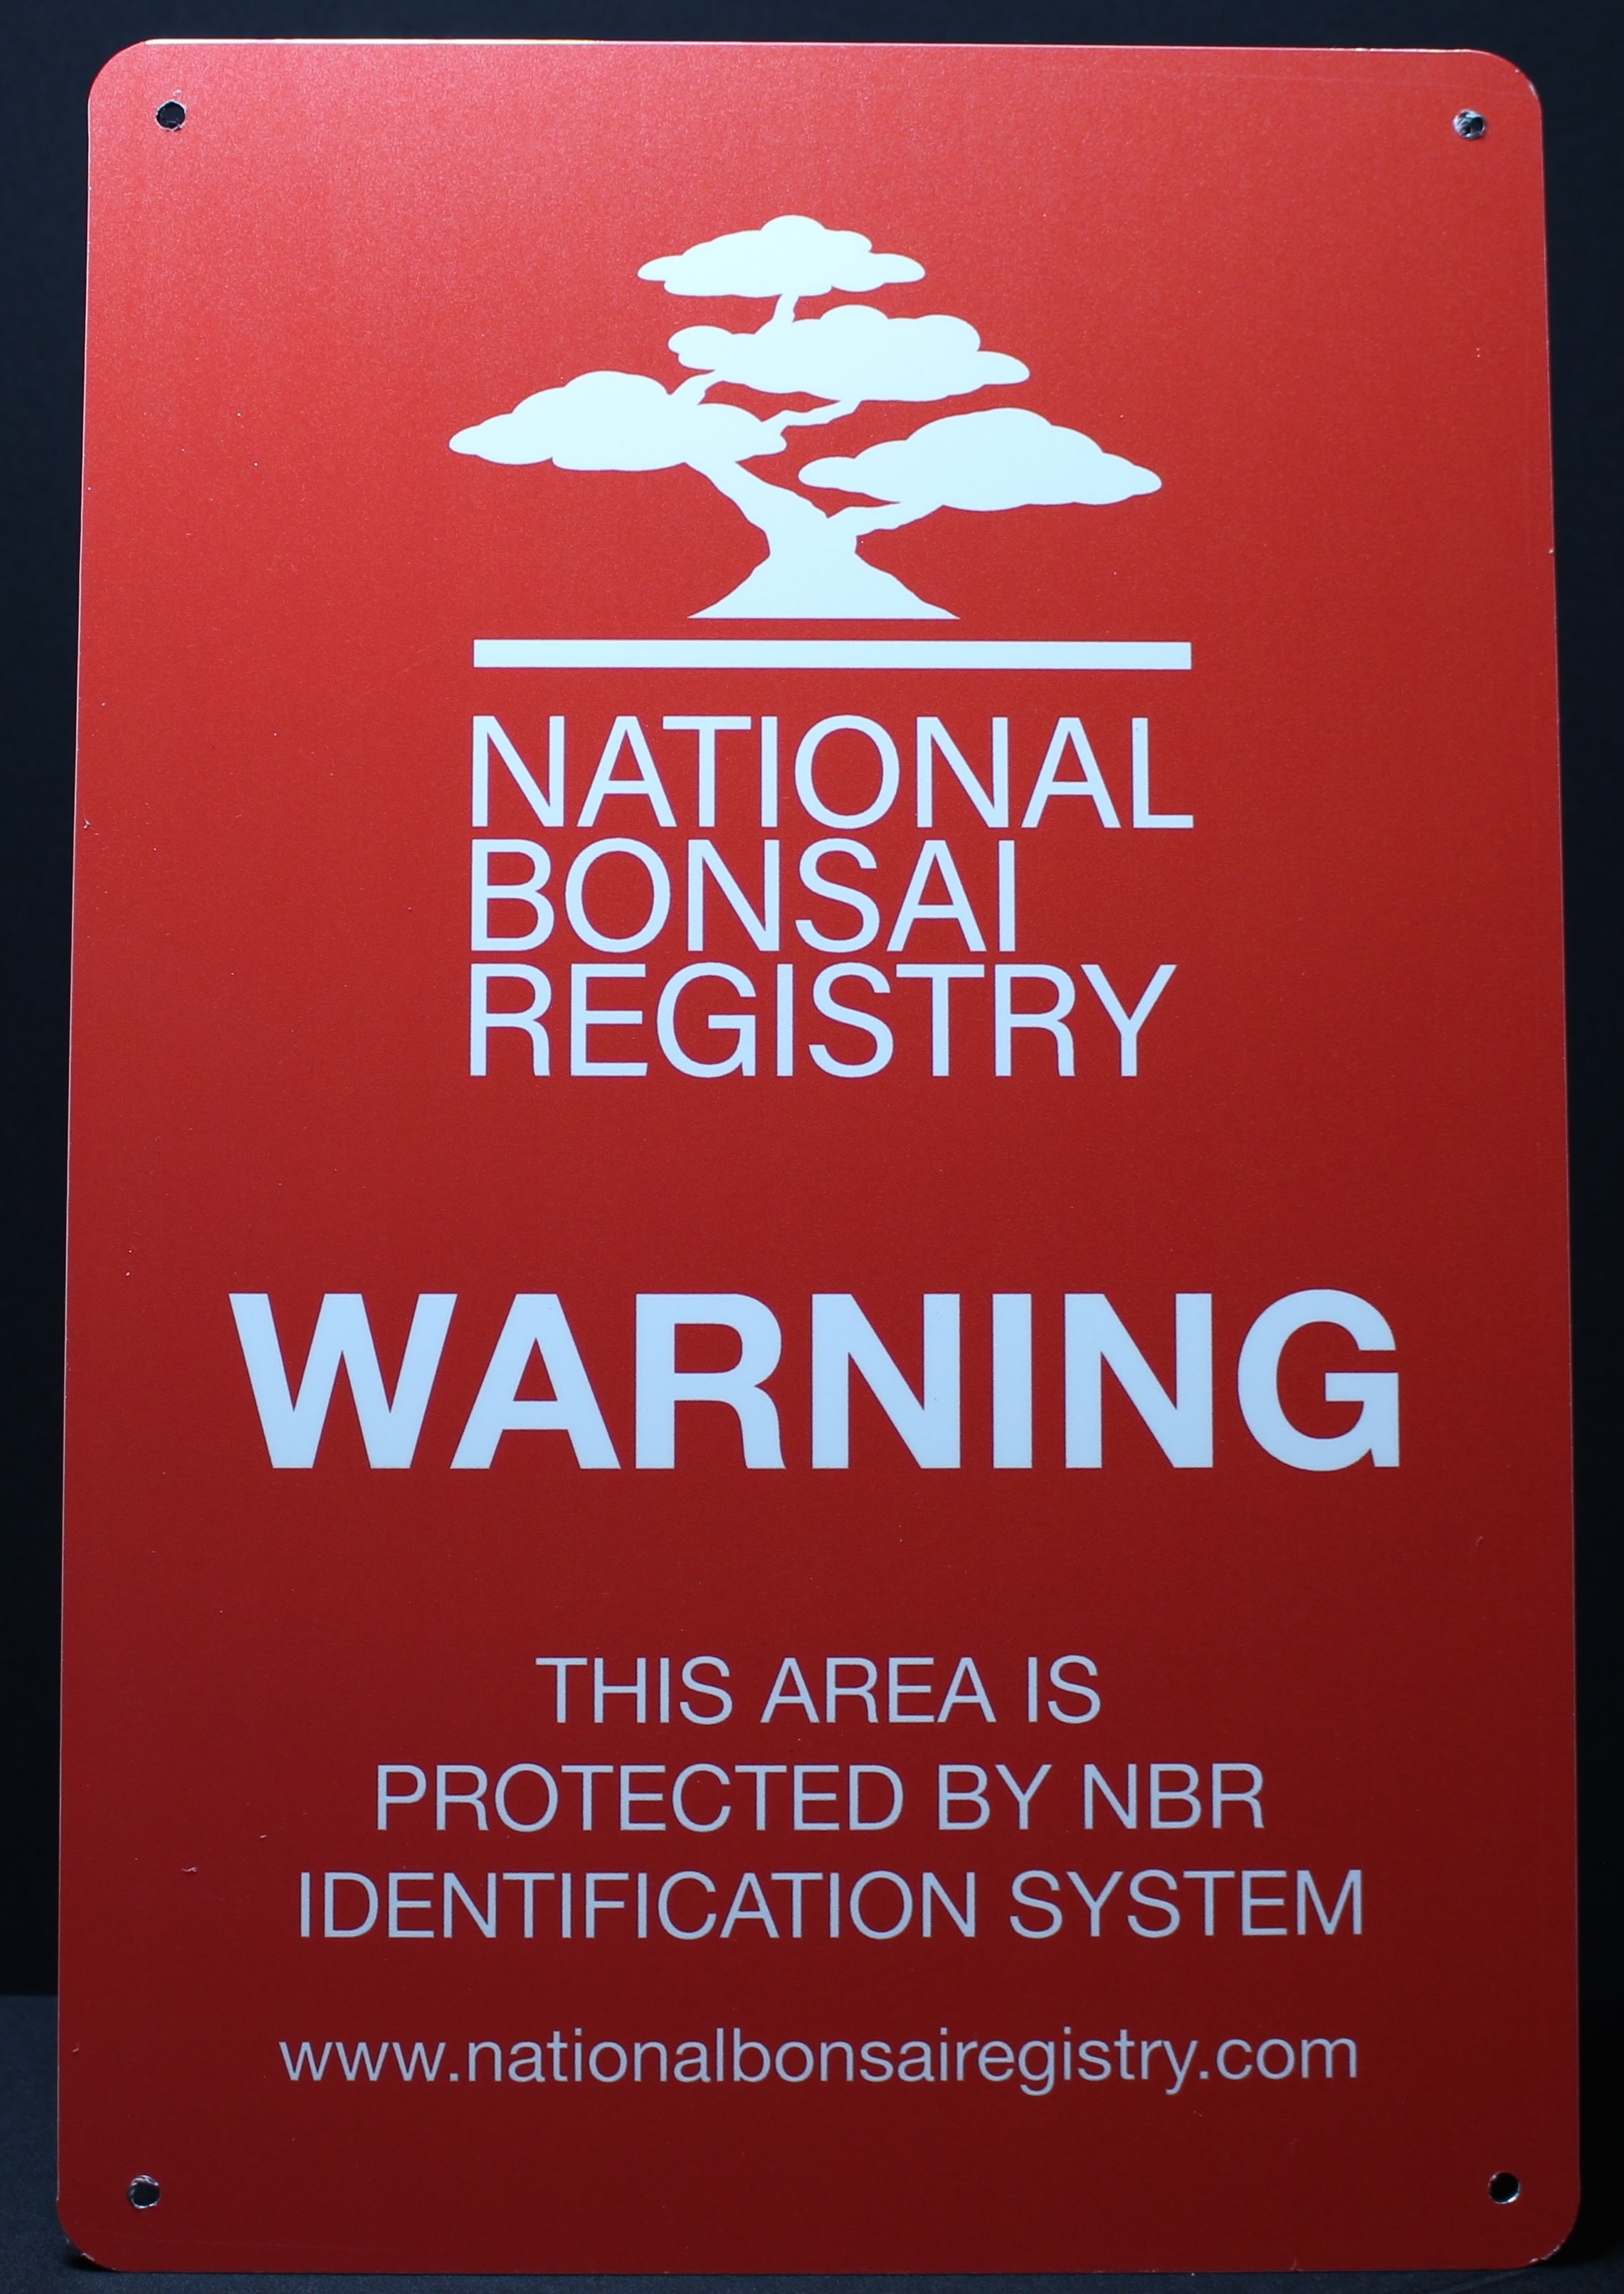 NATIONAL
BONSAI
REGISTRY
WARNING
THIS AREA IS
PROTECTED BY NBR
IDENTIFICATION SYSTEM
www.nationalbonsairegistry.com